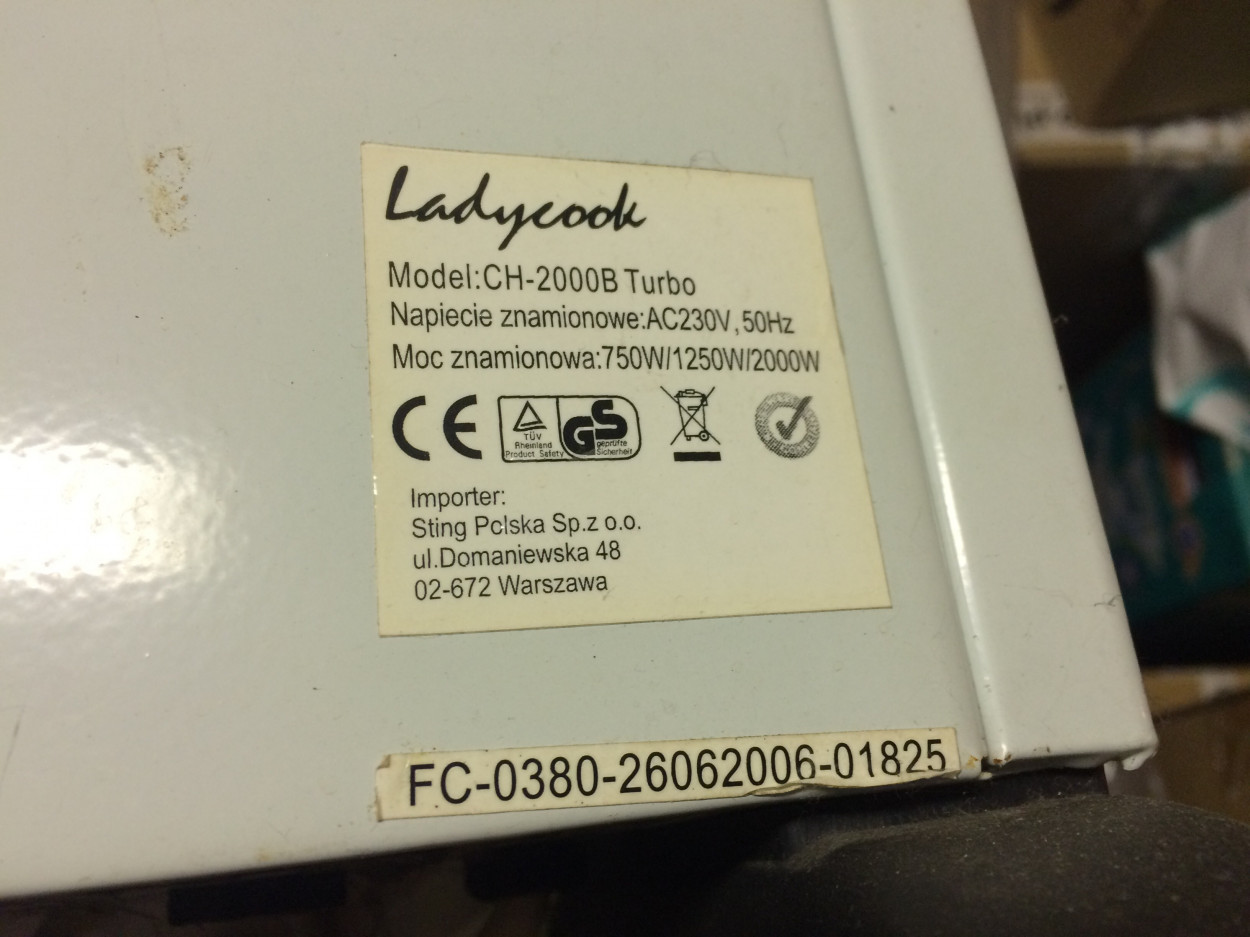 Ladycook
Model:CH-2000B Turbo
Napiecie znamionowe:AC230V, 50Hz
Moc znamionowa:750W/1250W/2000W
CE
TÜV
Rheinland
Product Safety
GS
geprüfte
Sicherheit
Importer:
Sting Polska Sp.z o.o.
ul.Domaniewska 48
02-672 Warszawa
FC-0380-26062006-01825